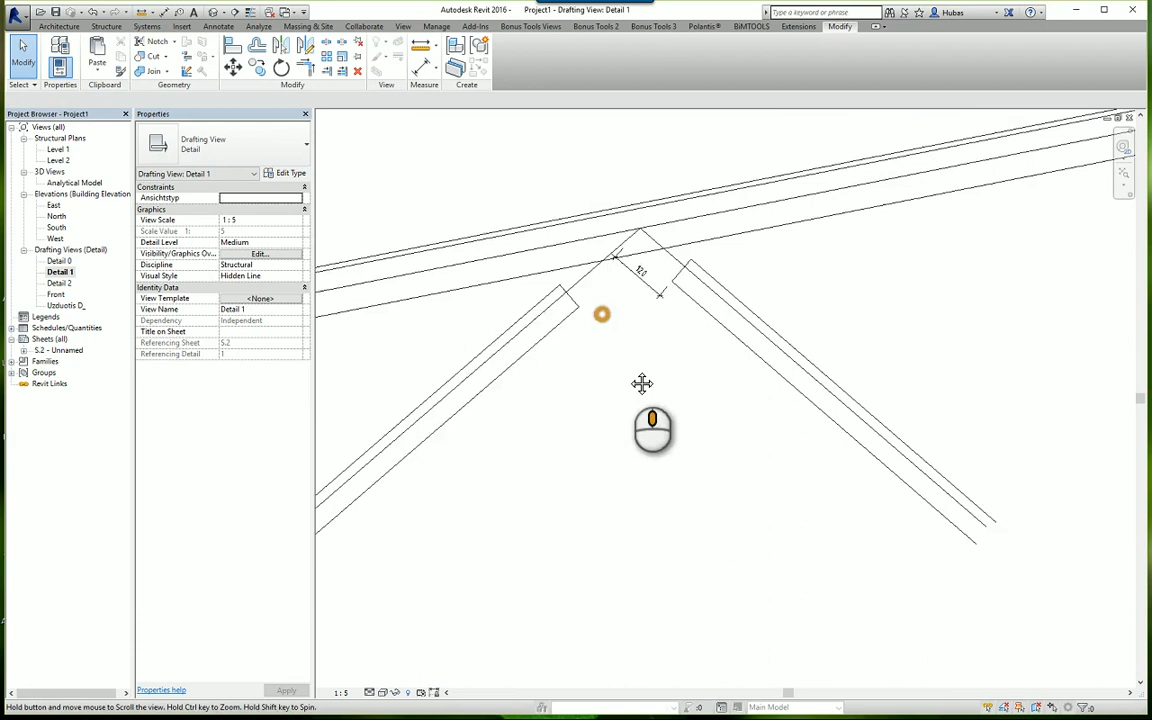 Autodesk Revit 2016 - Project1 - Drafting View: Detail 1
Type a keyword or phrase
Hubas
Architecture Structure Systems Insert Annotate Analyze Massing & Site Collaborate View Manage Add-Ins Bonus Tools Bonus Tools 2 Bonus Tools 3 Polantis BiMTOOLS Extensions Modify
Modify
Properties
Paste
Notch
Cut
Join
Select Properties Clipboard Geometry Modify View Measure Create
Project Browser - Project1
Views (all)
Structural Plans
Level 1
Level 2
3D Views
Analytical Model
Elevations (Building Elevation
East
North
South
West
Drafting Views (Detail)
Detail 0
Detail 1
Detail 2
Front
Uzduotis D_
Legends
Schedules/Quantities
Sheets (all)
S.2 - Unnamed
Families
Groups
Revit Links
Properties
Drafting View
Detail
Drafting View: Detail 1
Edit Type
Constraints
Ansichtstyp
Graphics
View Scale 1 : 5
Scale Value 1: 5
Detail Level Medium
Visibility/Graphics Ov... Edit...
Discipline Structural
Visual Style Hidden Line
Identity Data
View Template <None>
View Name Detail 1
Dependency Independent
Title on Sheet
Referencing Sheet S.2
Referencing Detail 1
Properties help
Apply
120
1 : 5
Hold button and move mouse to Scroll the view. Hold Ctrl key to Zoom. Hold Shift key to Spin.
:0
Main Model
:0